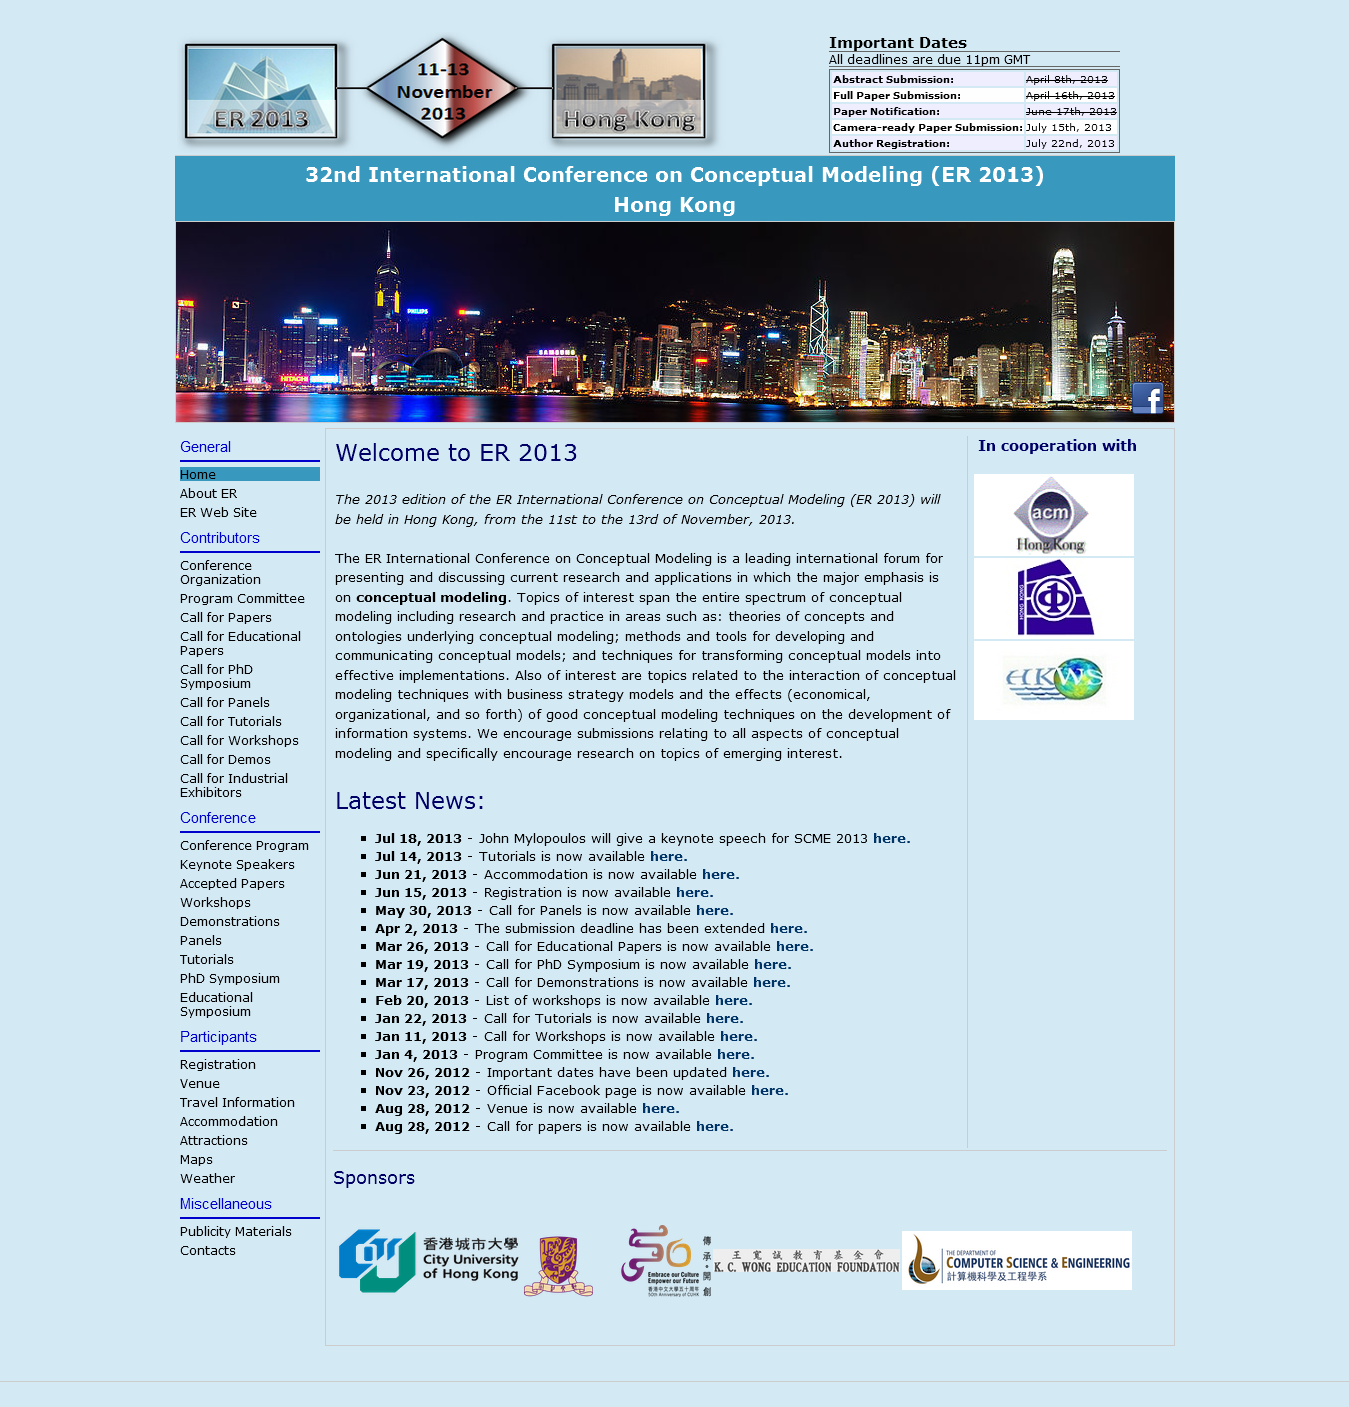 ER 2013
11-13
November
2013
Hong Kong
Important Dates
All deadlines are due 11pm GMT
Abstract Submission: April 8th, 2013
Full Paper Submission: April 16th, 2013
Paper Notification: June 17th, 2013
Camera-ready Paper Submission: July 15th, 2013
Author Registration: July 22nd, 2013
32nd International Conference on Conceptual Modeling (ER 2013)
Hong Kong
PHILIPS
HITACHI
SAMSUNG
f
General
Home
About ER
ER Web Site
Contributors
Conference
Organization
Program Committee
Call for Papers
Call for Educational
Papers
Call for PhD
Symposium
Call for Panels
Call for Tutorials
Call for Workshops
Call for Demos
Call for Industrial
Exhibitors
Conference
Conference Program
Keynote Speakers
Accepted Papers
Workshops
Demonstrations
Panels
Tutorials
PhD Symposium
Educational
Symposium
Participants
Registration
Venue
Travel Information
Accommodation
Attractions
Maps
Weather
Miscellaneous
Publicity Materials
Contacts
Welcome to ER 2013
The 2013 edition of the ER International Conference on Conceptual Modeling (ER 2013) will
be held in Hong Kong, from the 11st to the 13rd of November, 2013.
The ER International Conference on Conceptual Modeling is a leading international forum for
presenting and discussing current research and applications in which the major emphasis is
on conceptual modeling. Topics of interest span the entire spectrum of conceptual
modeling including research and practice in areas such as: theories of concepts and
ontologies underlying conceptual modeling; methods and tools for developing and
communicating conceptual models; and techniques for transforming conceptual models into
effective implementations. Also of interest are topics related to the interaction of conceptual
modeling techniques with business strategy models and the effects (economical,
organizational, and so forth) of good conceptual modeling techniques on the development of
information systems. We encourage submissions relating to all aspects of conceptual
modeling and specifically encourage research on topics of emerging interest.
Latest News:
Jul 18, 2013 - John Mylopoulos will give a keynote speech for SCME 2013 here.
Jul 14, 2013 - Tutorials is now available here.
Jun 21, 2013 - Accommodation is now available here.
Jun 15, 2013 - Registration is now available here.
May 30, 2013 - Call for Panels is now available here.
Apr 2, 2013 - The submission deadline has been extended here.
Mar 26, 2013 - Call for Educational Papers is now available here.
Mar 19, 2013 - Call for PhD Symposium is now available here.
Mar 17, 2013 - Call for Demonstrations is now available here.
Feb 20, 2013 - List of workshops is now available here.
Jan 22, 2013 - Call for Tutorials is now available here.
Jan 11, 2013 - Call for Workshops is now available here.
Jan 4, 2013 - Program Committee is now available here.
Nov 26, 2012 - Important dates have been updated here.
Nov 23, 2012 - Official Facebook page is now available here.
Aug 28, 2012 - Venue is now available here.
Aug 28, 2012 - Call for papers is now available here.
In cooperation with
acm
Hong Kong
HKWS
Sponsors
香港城市大學
City University
of Hong Kong
50
Embrace our Culture
Empower our Future
香港中文大學五十周年
50th Anniversary of CUHK
傳承·開創
王寬誠教育基金會
K. C. WONG EDUCATION FOUNDATION
THE DEPARTMENT OF
COMPUTER SCIENCE & ENGINEERING
計算機科學及工程學系